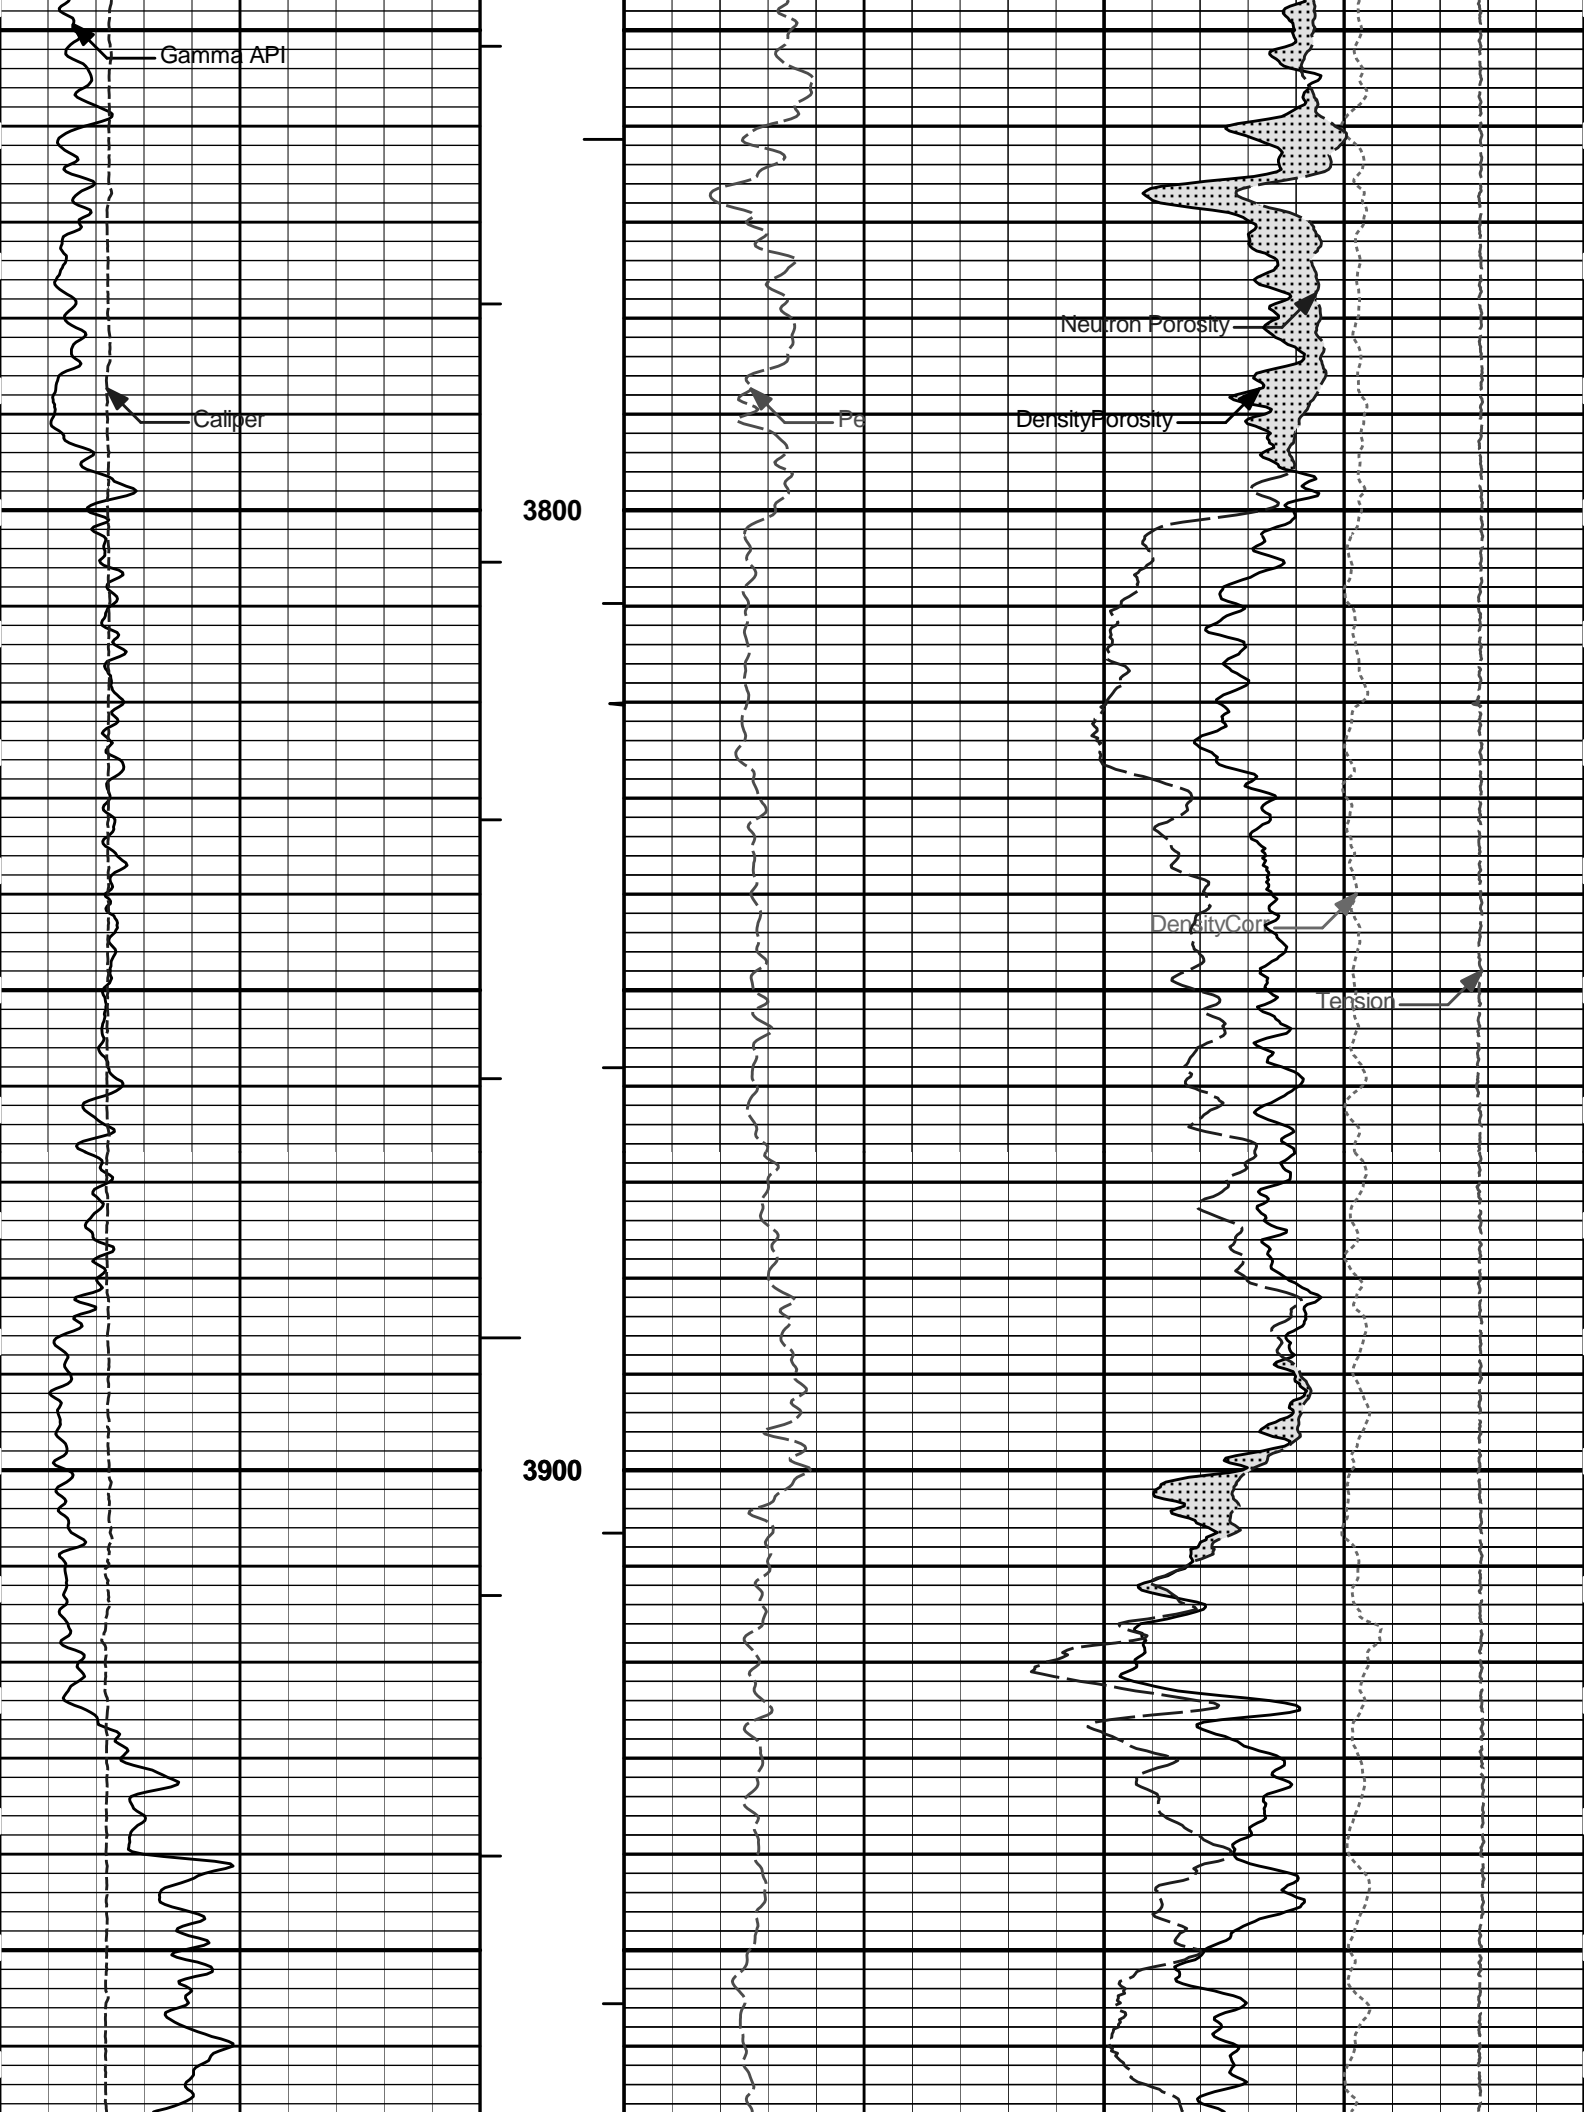 Gamma API
Neutron Porosity
Caliper
Pe
DensityPorosity
3800
DensityCorr
Tension
3900